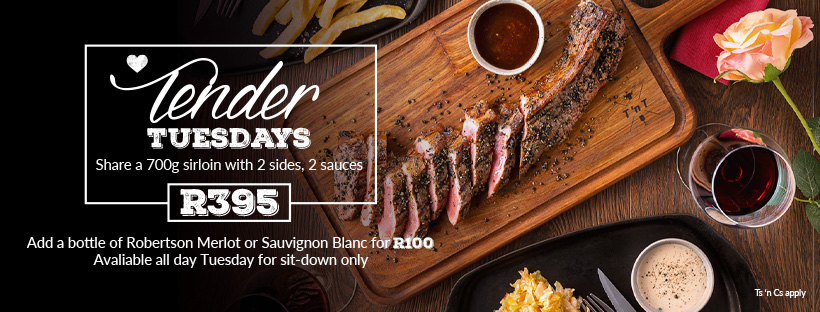 Tender
TUESDAYS
Share a 700g sirloin with 2 sides, 2 sauces
R395
Add a bottle of Robertson Merlot or Sauvignon Blanc for R100
Avaliable all day Tuesday for sit-down only
T'nT
Ts 'n Cs apply